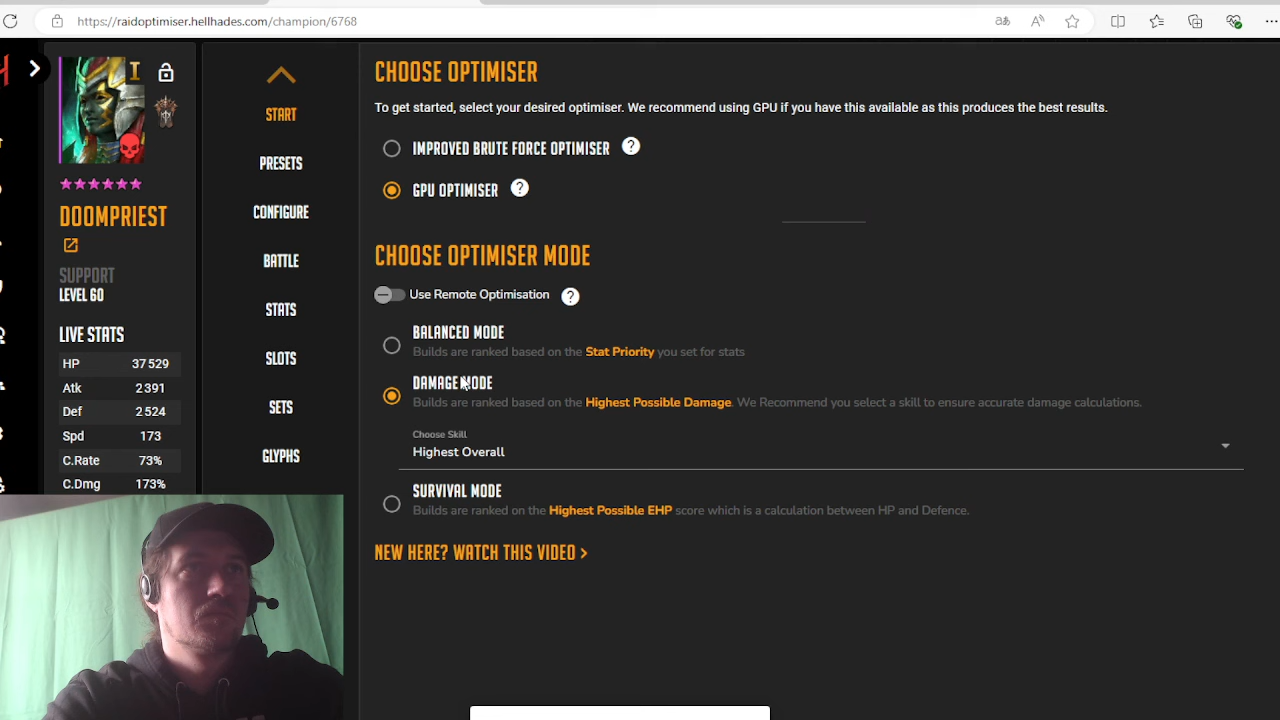 https://raidoptimiser.hellhades.com/champion/6768
I
DOOMPRIEST
SUPPORT
LEVEL 60
LIVE STATS
HP 37529
Atk 2391
Def 2524
Spd 173
C.Rate 73%
C.Dmg 173%
START
PRESETS
CONFIGURE
BATTLE
STATS
SLOTS
SETS
GLYPHS
CHOOSE OPTIMISER
To get started, select your desired optimiser. We recommend using GPU if you have this available as this produces the best results.
IMPROVED BRUTE FORCE OPTIMISER ?
GPU OPTIMISER ?
CHOOSE OPTIMISER MODE
Use Remote Optimisation ?
BALANCED MODE
Builds are ranked based on the Stat Priority you set for stats
DAMAGE MODE
Builds are ranked based on the Highest Possible Damage. We Recommend you select a skill to ensure accurate damage calculations.
Choose Skill
Highest Overall
SURVIVAL MODE
Builds are ranked on the Highest Possible EHP score which is a calculation between HP and Defence.
NEW HERE? WATCH THIS VIDEO >